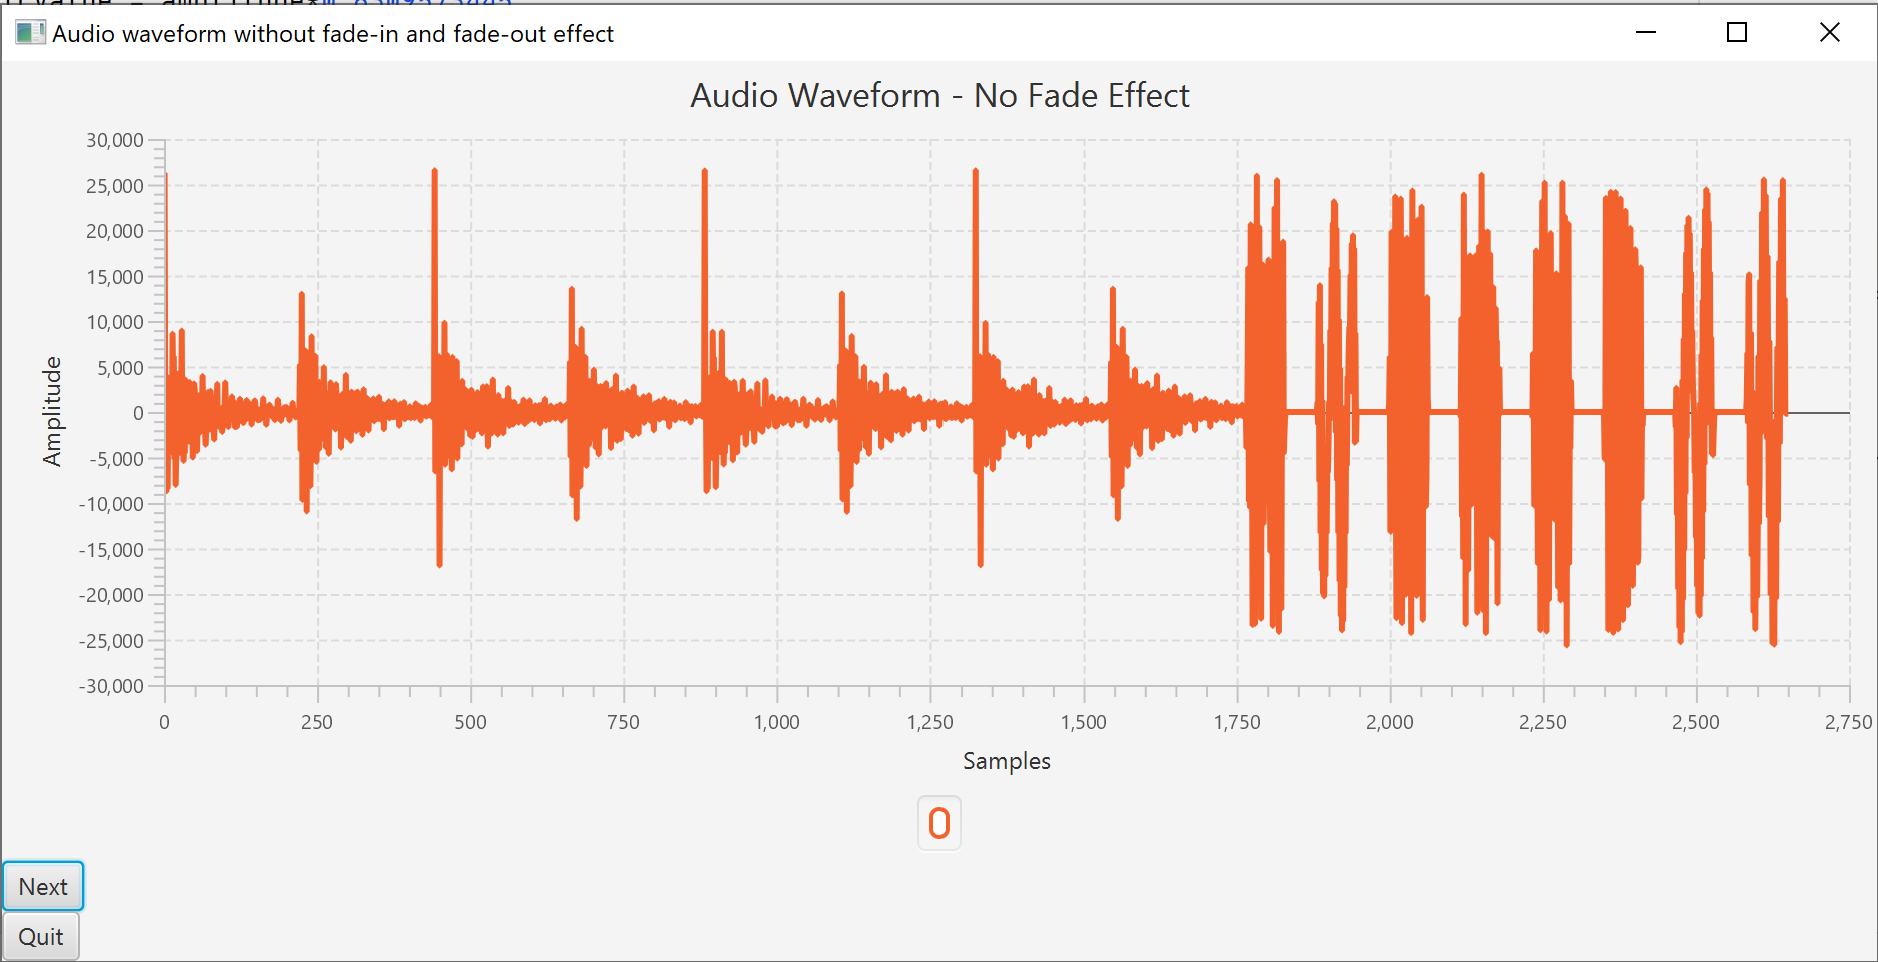 Audio waveform without fade-in and fade-out effect
Audio Waveform - No Fade Effect
30,000
25,000
20,000
15,000
10,000
5,000
0
-5,000
-10,000
-15,000
-20,000
-25,000
-30,000
Amplitude
0 250 500 750 1,000 1,250 1,500 1,750 2,000 2,250 2,500 2,750
Samples
Next
Quit